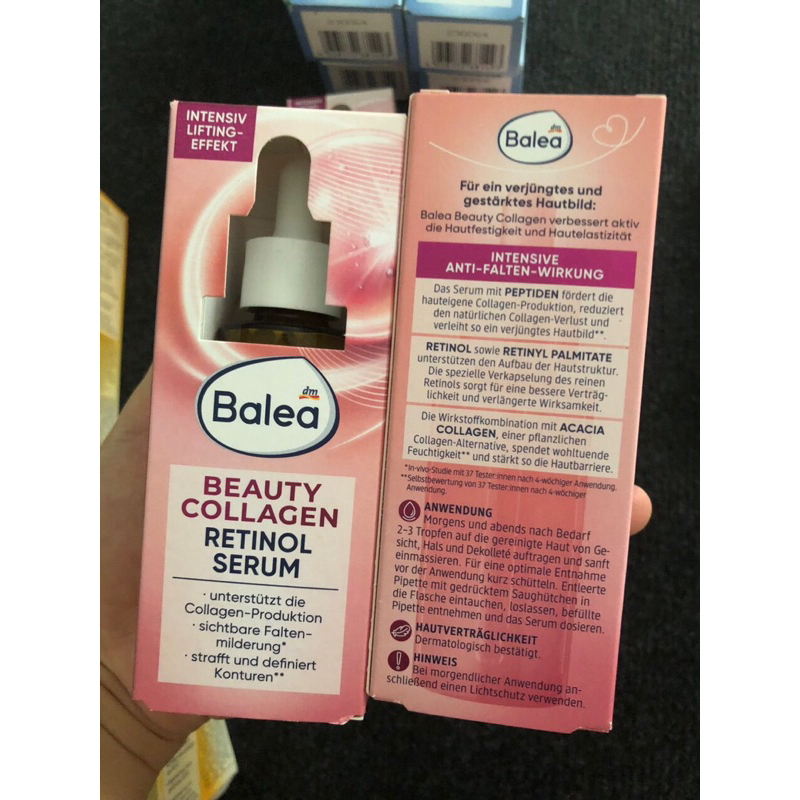 INTENSIV
LIFTING-
EFFEKT
dm
Balea
BEAUTY
COLLAGEN
RETINOL
SERUM
· unterstützt die
Collagen-Produktion
· sichtbare Falten-
milderung*
· strafft und definiert
Konturen**
dm
Balea
Für ein verjüngtes und
gestärktes Hautbild:
Balea Beauty Collagen verbessert aktiv
die Hautfestigkeit und Hautelastizität
INTENSIVE
ANTI-FALTEN-WIRKUNG
Das Serum mit PEPTIDEN fördert die
hauteigene Collagen-Produktion, reduziert
den natürlichen Collagen-Verlust und
verleiht so ein verjüngtes Hautbild**.
RETINOL sowie RETINYL PALMITATE
unterstützen den Aufbau der Hautstruktur.
Die spezielle Verkapselung des reinen
Retinols sorgt für eine bessere Verträg-
lichkeit und verlängerte Wirksamkeit.
Die Wirkstoffkombination mit ACACIA
COLLAGEN, einer pflanzlichen
Collagen-Alternative, spendet wohltuende
Feuchtigkeit** und stärkt so die Hautbarriere.
*In-vivo-Studie mit 37 Tester:innen nach 4-wöchiger Anwendung.
**Selbstbewertung von 37 Tester:innen nach 4-wöchiger
Anwendung.
ANWENDUNG
Morgens und abends nach Bedarf
2-3 Tropfen auf die gereinigte Haut von Ge-
sicht, Hals und Dekolleté auftragen und sanft
einmassieren. Für eine optimale Entnahme
vor der Anwendung kurz schütteln. Entleerte
Pipette mit gedrücktem Saughütchen in
die Flasche eintauchen, loslassen, befüllte
Pipette entnehmen und das Serum dosieren.
HAUTVERTRÄGLICHKEIT
Dermatologisch bestätigt.
HINWEIS
Bei morgendlicher Anwendung an-
schließend einen Lichtschutz verwenden.